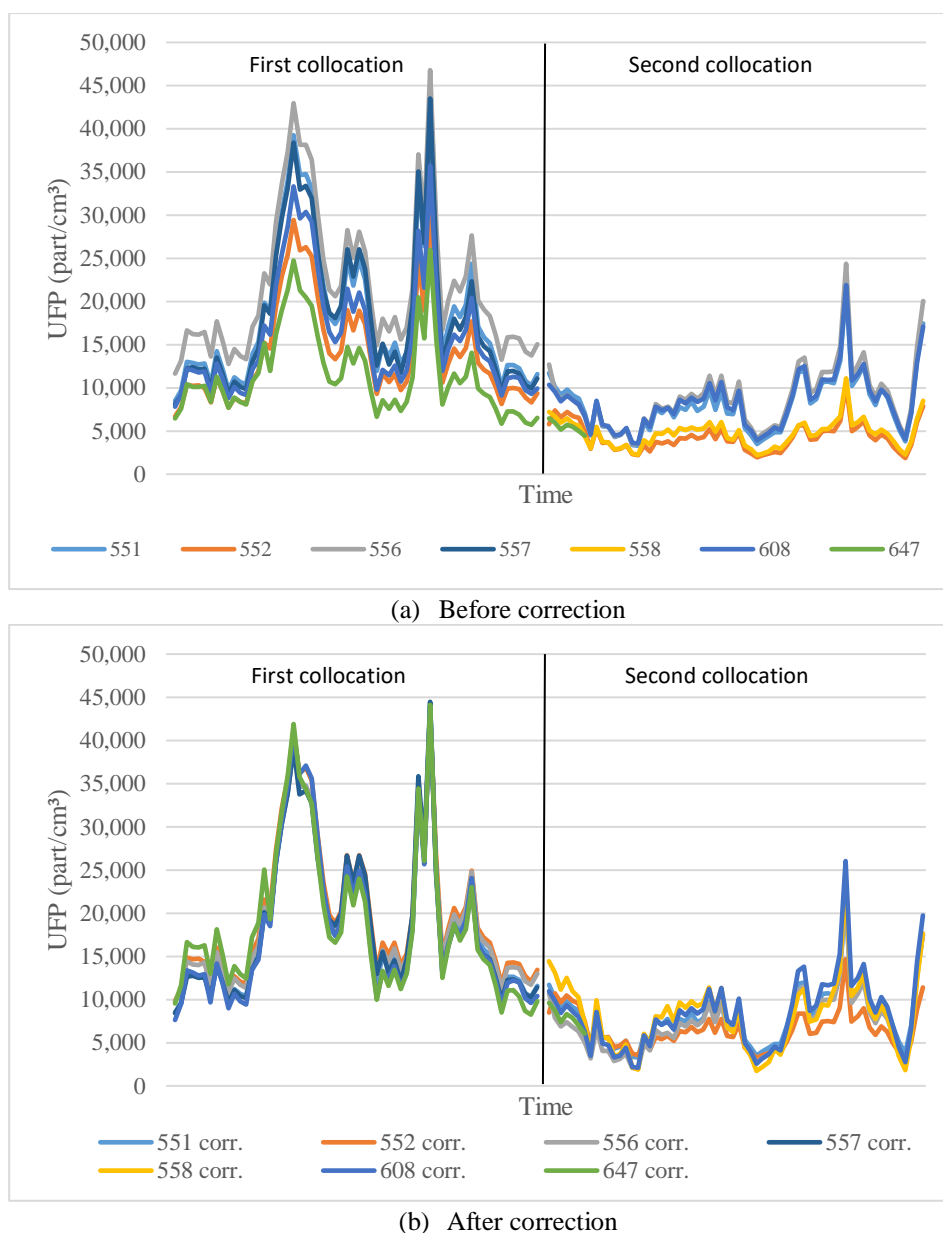 50,000
45,000
40,000
35,000
30,000
25,000
20,000
15,000
10,000
5,000
0
UFP (part/cm³)
First collocation
Second collocation
Time
551 552 556 557 558 608 647
(a) Before correction
50,000
45,000
40,000
35,000
30,000
25,000
20,000
15,000
10,000
5,000
0
UFP (part/cm³)
First collocation
Second collocation
Time
551 corr. 552 corr. 556 corr. 557 corr.
558 corr. 608 corr. 647 corr.
(b) After correction